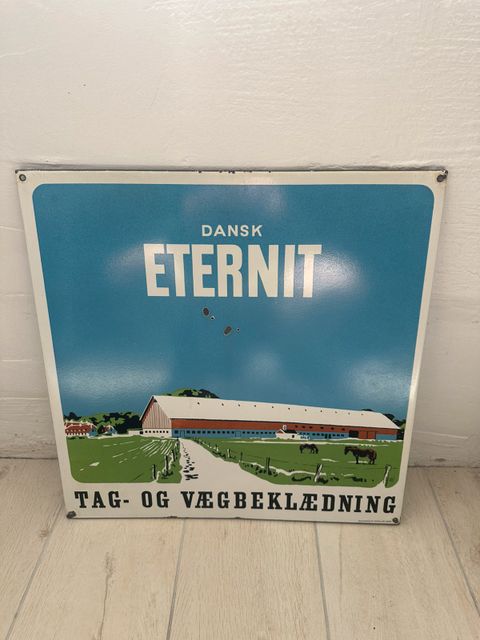 DANSK
ETERNIT
TAG- OG VÆGBEKLÆDNING